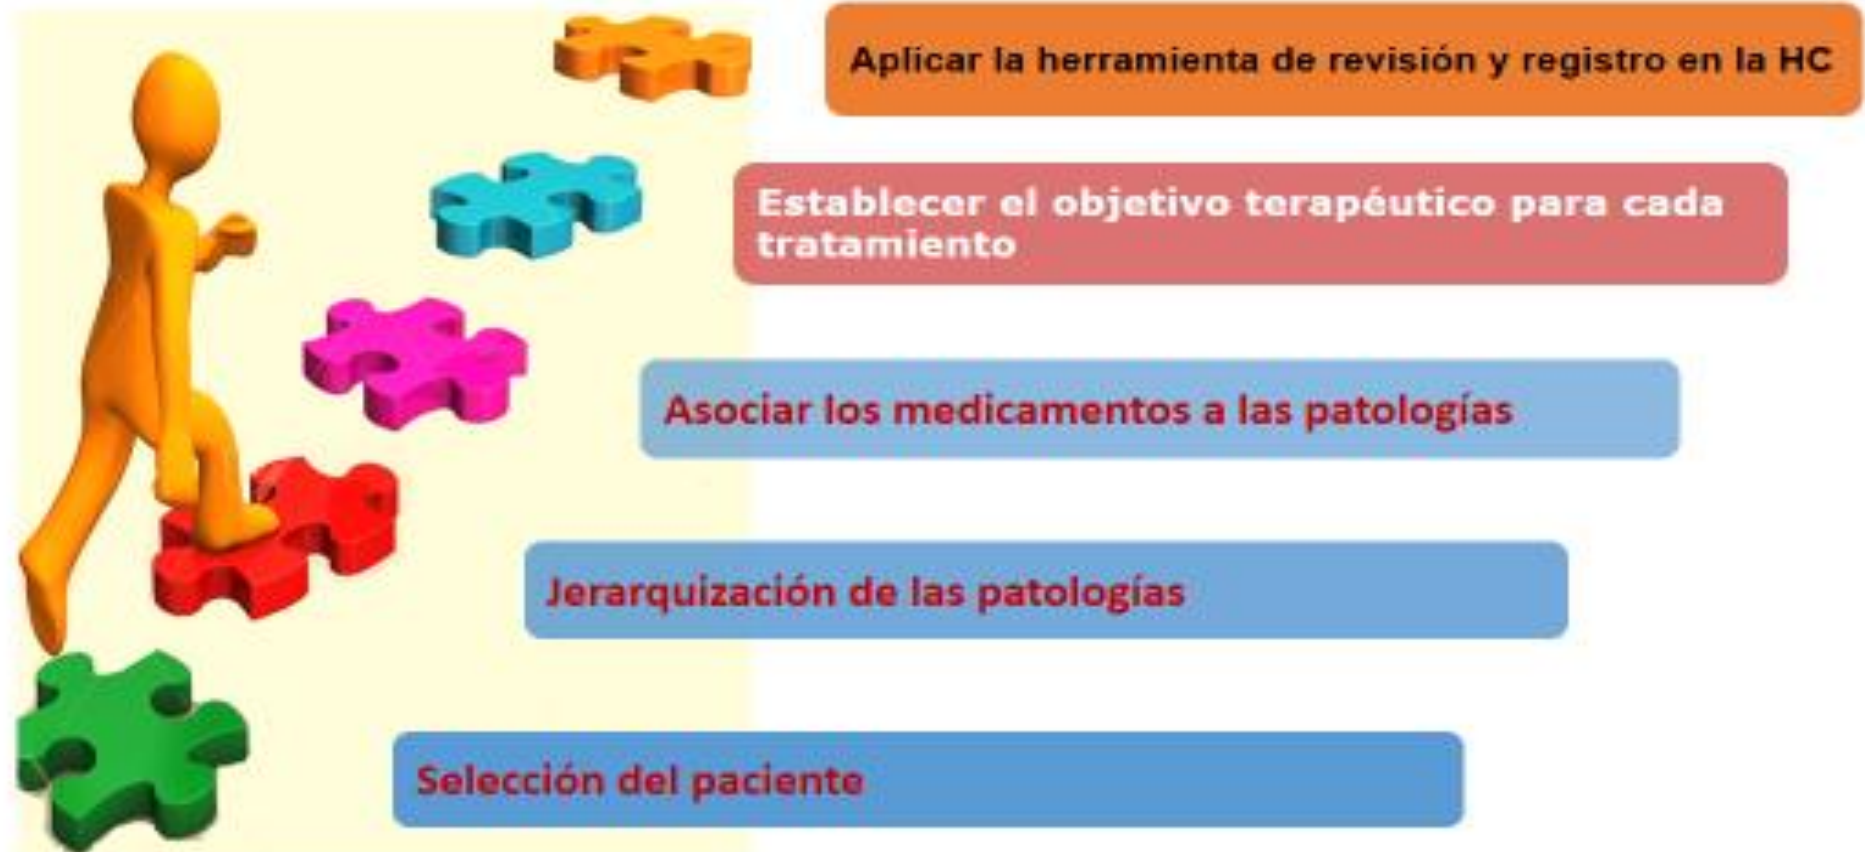 Aplicar la herramienta de revisión y registro en la HC
Establecer el objetivo terapéutico para cada
tratamiento
Asociar los medicamentos a las patologías
Jerarquización de las patologías
Selección del paciente